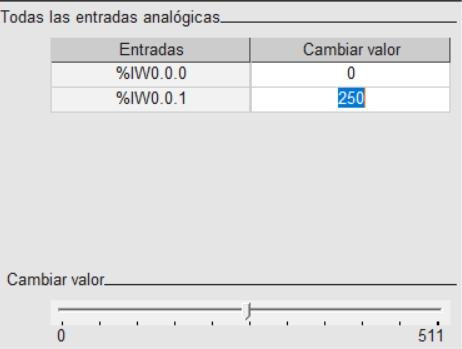 Todas las entradas analógicas
Entradas Cambiar valor
%IW0.0.0 0
%IW0.0.1 250
Cambiar valor
0 511